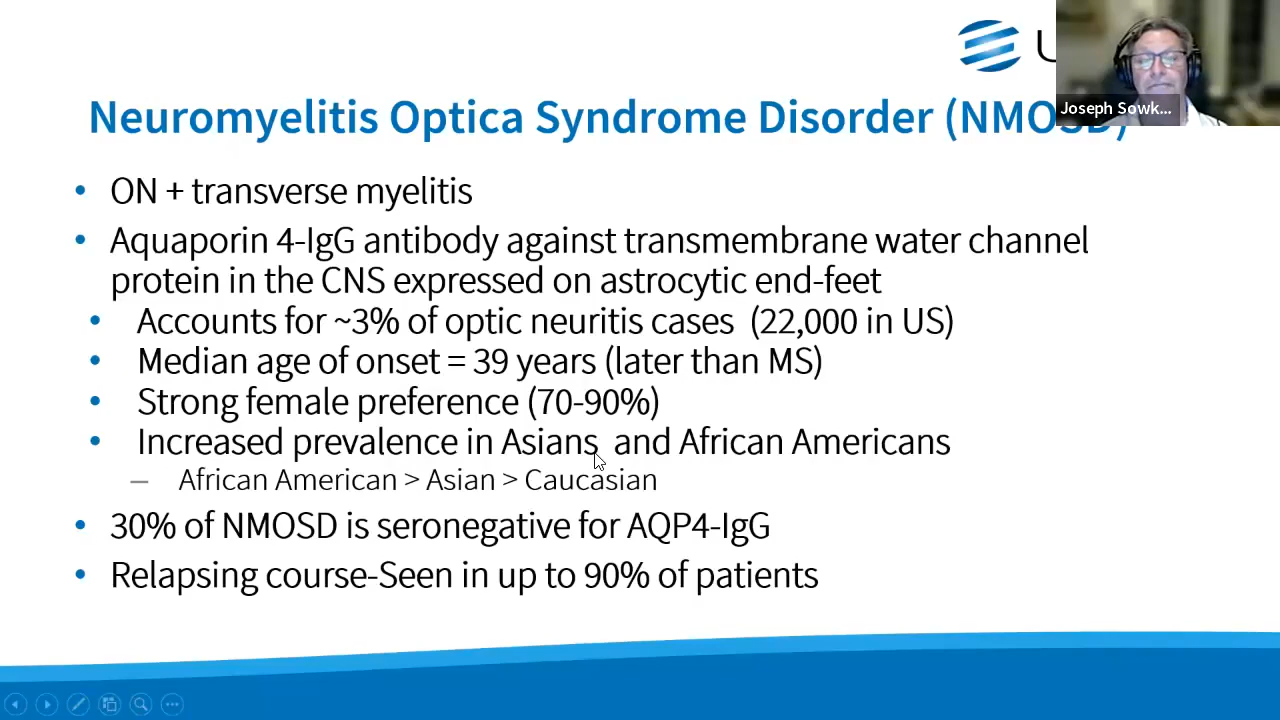 Neuromyelitis Optica Syndrome Disorder (NMOSD)
Joseph Sowk...
• ON + transverse myelitis
• Aquaporin 4-IgG antibody against transmembrane water channel
protein in the CNS expressed on astrocytic end-feet
• Accounts for ~3% of optic neuritis cases (22,000 in US)
• Median age of onset = 39 years (later than MS)
• Strong female preference (70-90%)
• Increased prevalence in Asians and African Americans
– African American > Asian > Caucasian
• 30% of NMOSD is seronegative for AQP4-IgG
• Relapsing course-Seen in up to 90% of patients